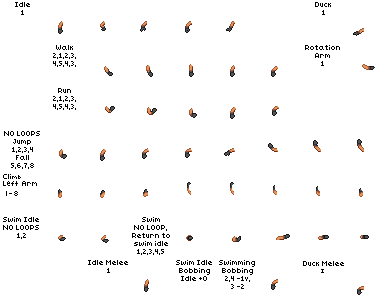 Idle
1
Duck
1
Walk
2,1,2,3,
4,5,4,3,
Rotation
Arm
1
Run
2,1,2,3,
4,5,4,3,
NO LOOPS
Jump
1,2,3,4
Fall
5,6,7,8
Climb
Left Arm
1-8
Swim Idle
NO LOOPS
1,2
Swim
NO LOOP,
Return to
swim idle
1,2,3,4,5
Swim Idle
Bobbing
Idle +0
Swimming
Bobbing
2,4 -1v,
3 -2
Idle Melee
1
Duck Melee
1